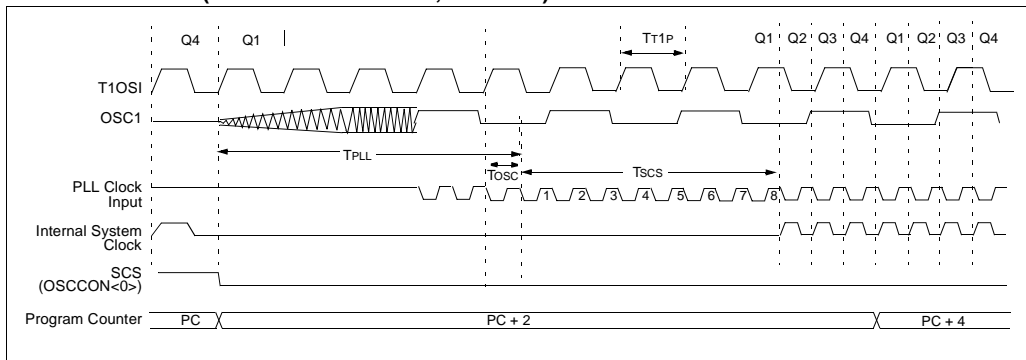 Q4 Q1 TT1P Q1 Q2 Q3 Q4 Q1 Q2 Q3 Q4
T1OSI
OSC1
TPLL
TOSC TSCS
PLL Clock
Input
1 2 3 4 5 6 7 8
Internal System
Clock
SCS
(OSCCON<0>)
Program Counter PC PC + 2 PC + 4